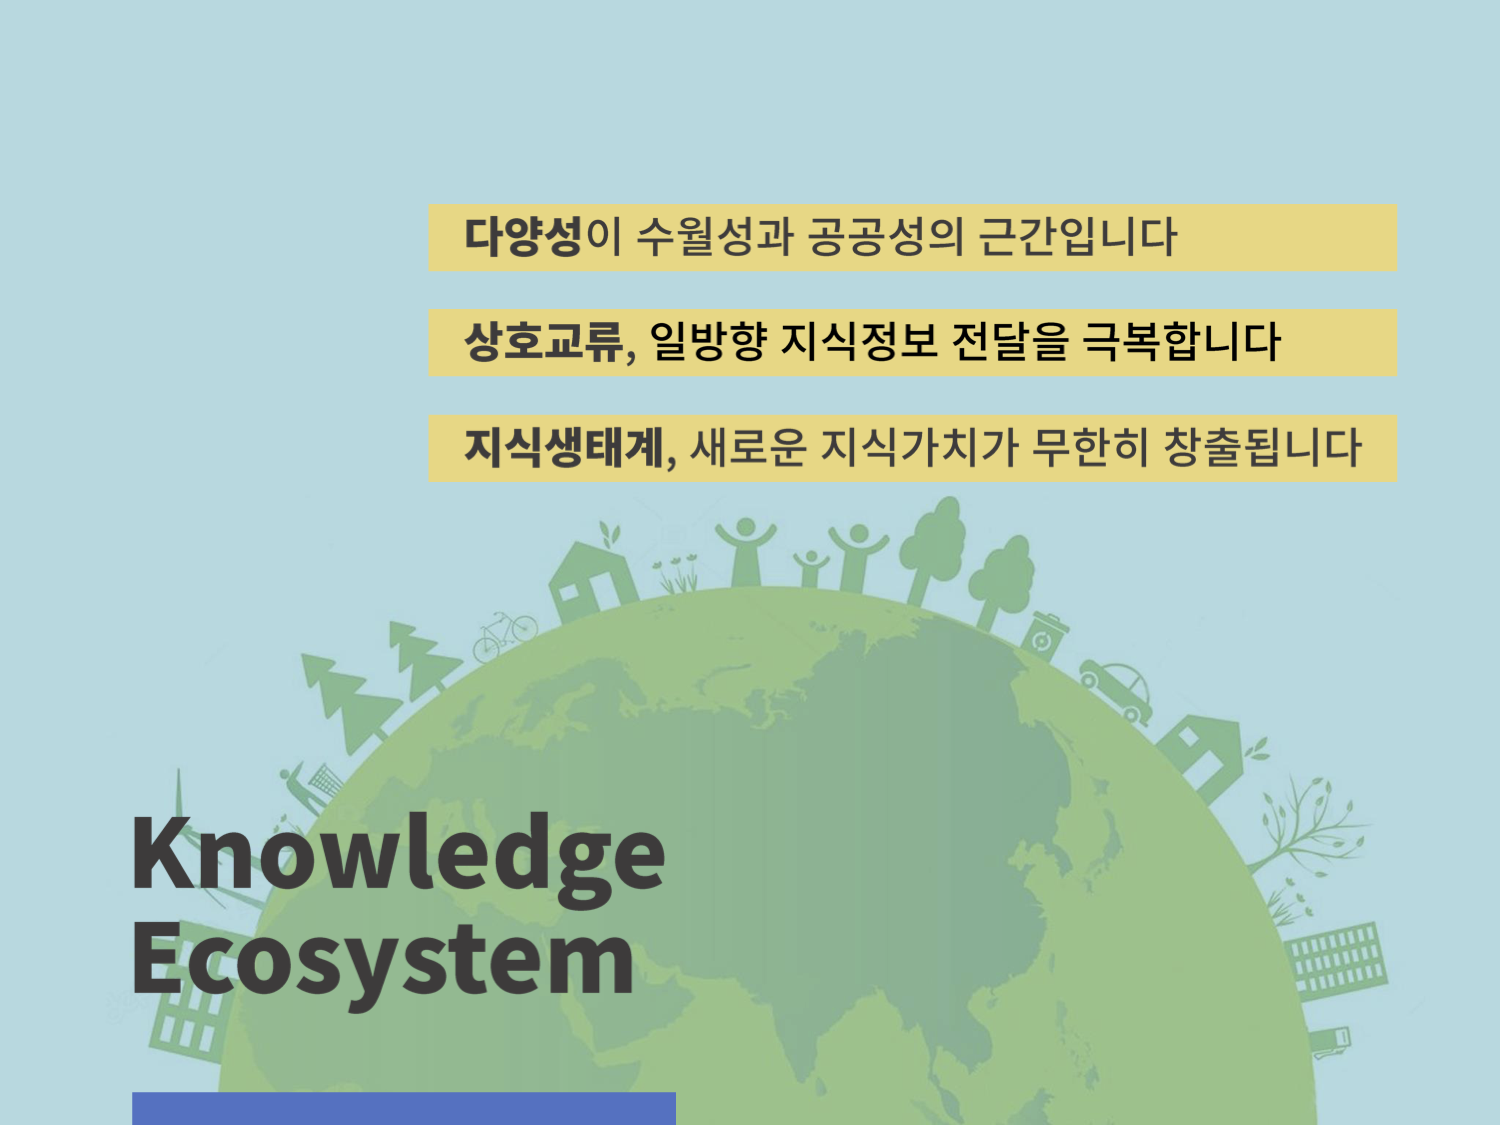 다양성이 수월성과 공공성의 근간입니다
상호교류, 일방향 지식정보 전달을 극복합니다
지식생태계, 새로운 지식가치가 무한히 창출됩니다
Knowledge
Ecosystem